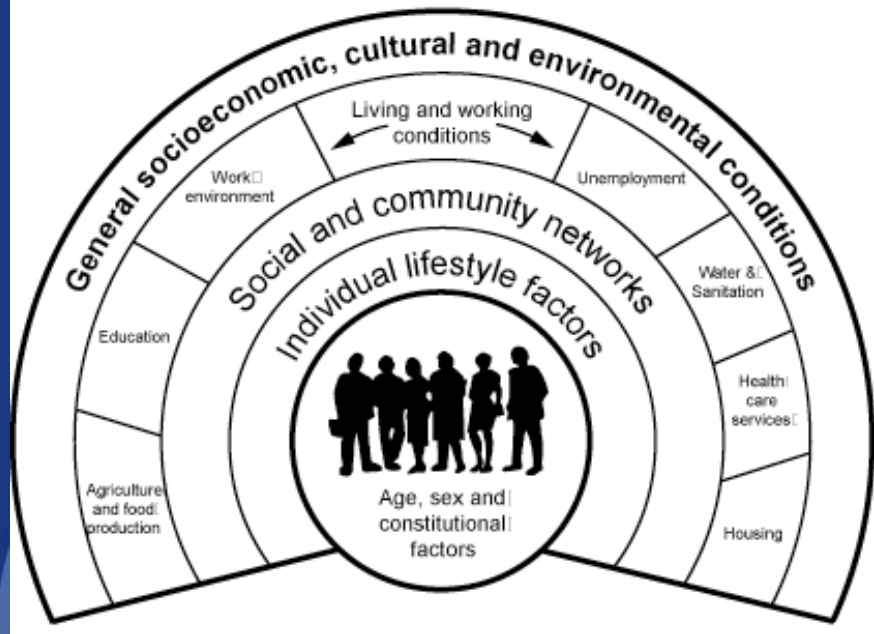 General socioeconomic, cultural and environmental conditions
Living and working
conditions
Work
environment
Unemployment
Education
Water &
Sanitation
Agriculture
and food
production
Health
care
services
Housing
Social and community networks
Individual lifestyle factors
Age, sex and
constitutional
factors